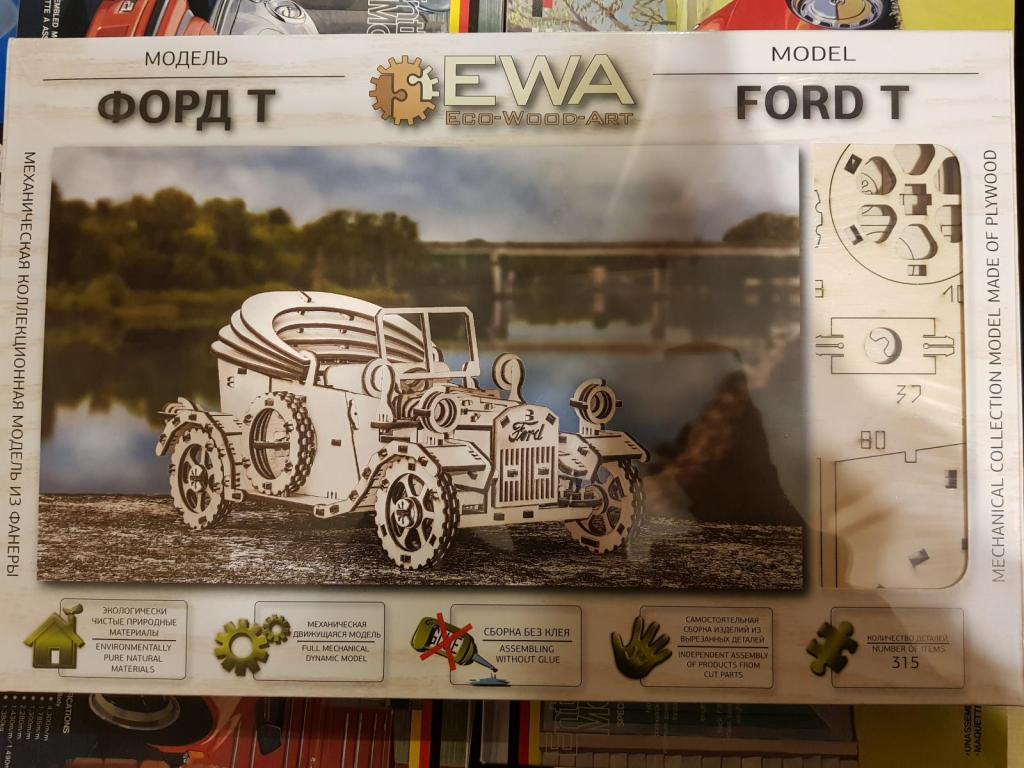 МОДЕЛЬ
ФОРД Т
EWA
ECO-WOOD-ART
MODEL
FORD T
МЕХАНИЧЕСКАЯ КОЛЛЕКЦИОННАЯ МОДЕЛЬ ИЗ ФАНЕРЫ
MECHANICAL COLLECTION MODEL MADE OF PLYWOOD
Ford
37
80
ЭКОЛОГИЧЕСКИ
ЧИСТЫЕ ПРИРОДНЫЕ
МАТЕРИАЛЫ
ENVIRONMENTALLY
PURE NATURAL
MATERIALS
МЕХАНИЧЕСКАЯ
ДВИЖУЩАЯСЯ МОДЕЛЬ
FULL MECHANICAL
DYNAMIC MODEL
СБОРКА БЕЗ КЛЕЯ
ASSEMBLING
WITHOUT GLUE
САМОСТОЯТЕЛЬНАЯ
СБОРКА ИЗДЕЛИЙ ИЗ
ВЫРЕЗАННЫХ ДЕТАЛЕЙ
INDEPENDENT ASSEMBLY
OF PRODUCTS FROM
CUT PARTS
КОЛИЧЕСТВО ДЕТАЛЕЙ
NUMBER OF ITEMS
315